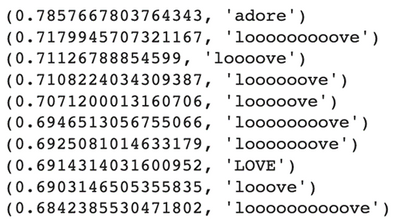 (0.7857667803764343, 'adore')
(0.7179945707321167, 'looooooooove')
(0.71126788854599, 'loooove')
(0.7108224034309387, 'loooooove')
(0.7071200013160706, 'looooove')
(0.6946513056755066, 'loooooooove')
(0.6925081014633179, 'looooooove')
(0.6914314031600952, 'LOVE')
(0.6903146505355835, 'looove')
(0.6842385530471802, 'loooooooooove')